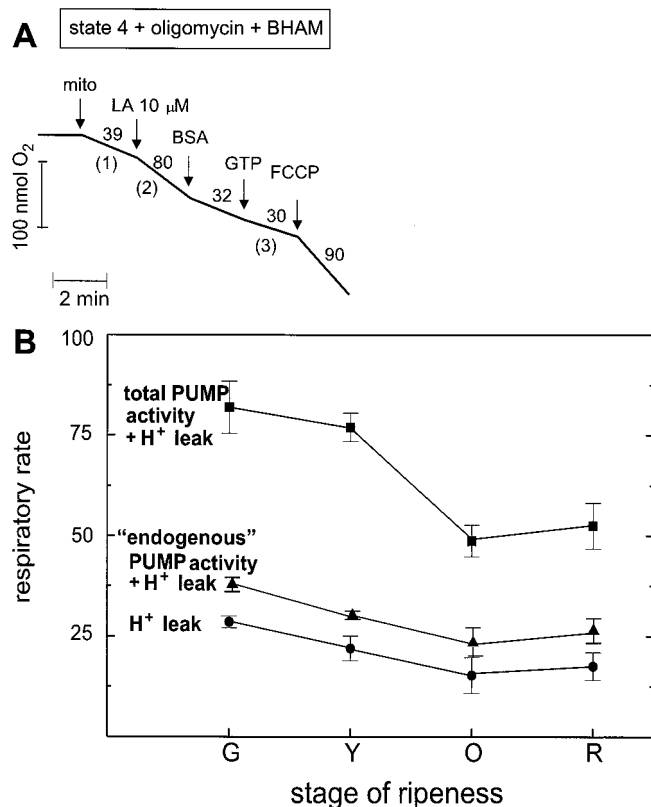 A
state 4 + oligomycin + BHAM
mito
LA 10 µM
BSA
GTP
FCCP
39
80
32
30
90
(1)
(2)
(3)
100 nmol O₂
2 min
B
100
75
50
25
respiratory rate
total PUMP
activity
+ H⁺ leak
"endogenous"
PUMP activity
+ H⁺ leak
H⁺ leak
G Y O R
stage of ripeness